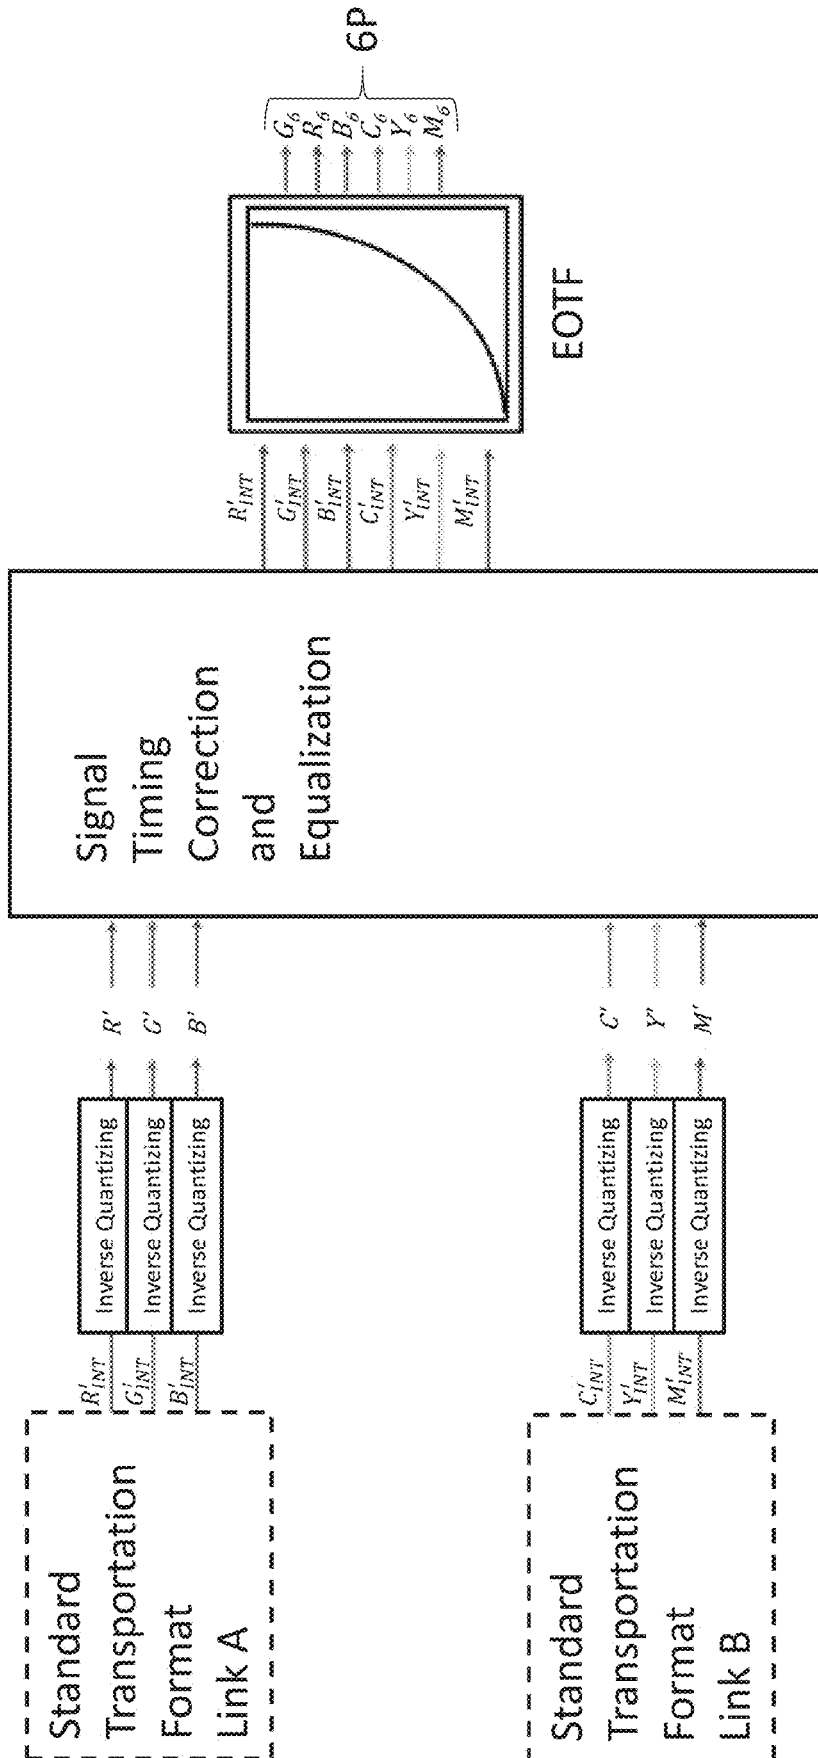 Standard
Transportation
Format
Link A
R'INT
G'INT
B'INT
Inverse Quantizing
Inverse Quantizing
Inverse Quantizing
R'
G'
B'
Standard
Transportation
Format
Link B
C'INT
Y'INT
M'INT
Inverse Quantizing
Inverse Quantizing
Inverse Quantizing
C'
Y'
M'
Signal
Timing
Correction
and
Equalization
R'INT
G'INT
B'INT
C'INT
Y'INT
M'INT
EOTF
G6
R6
B6
C6
Y6
M6
6P